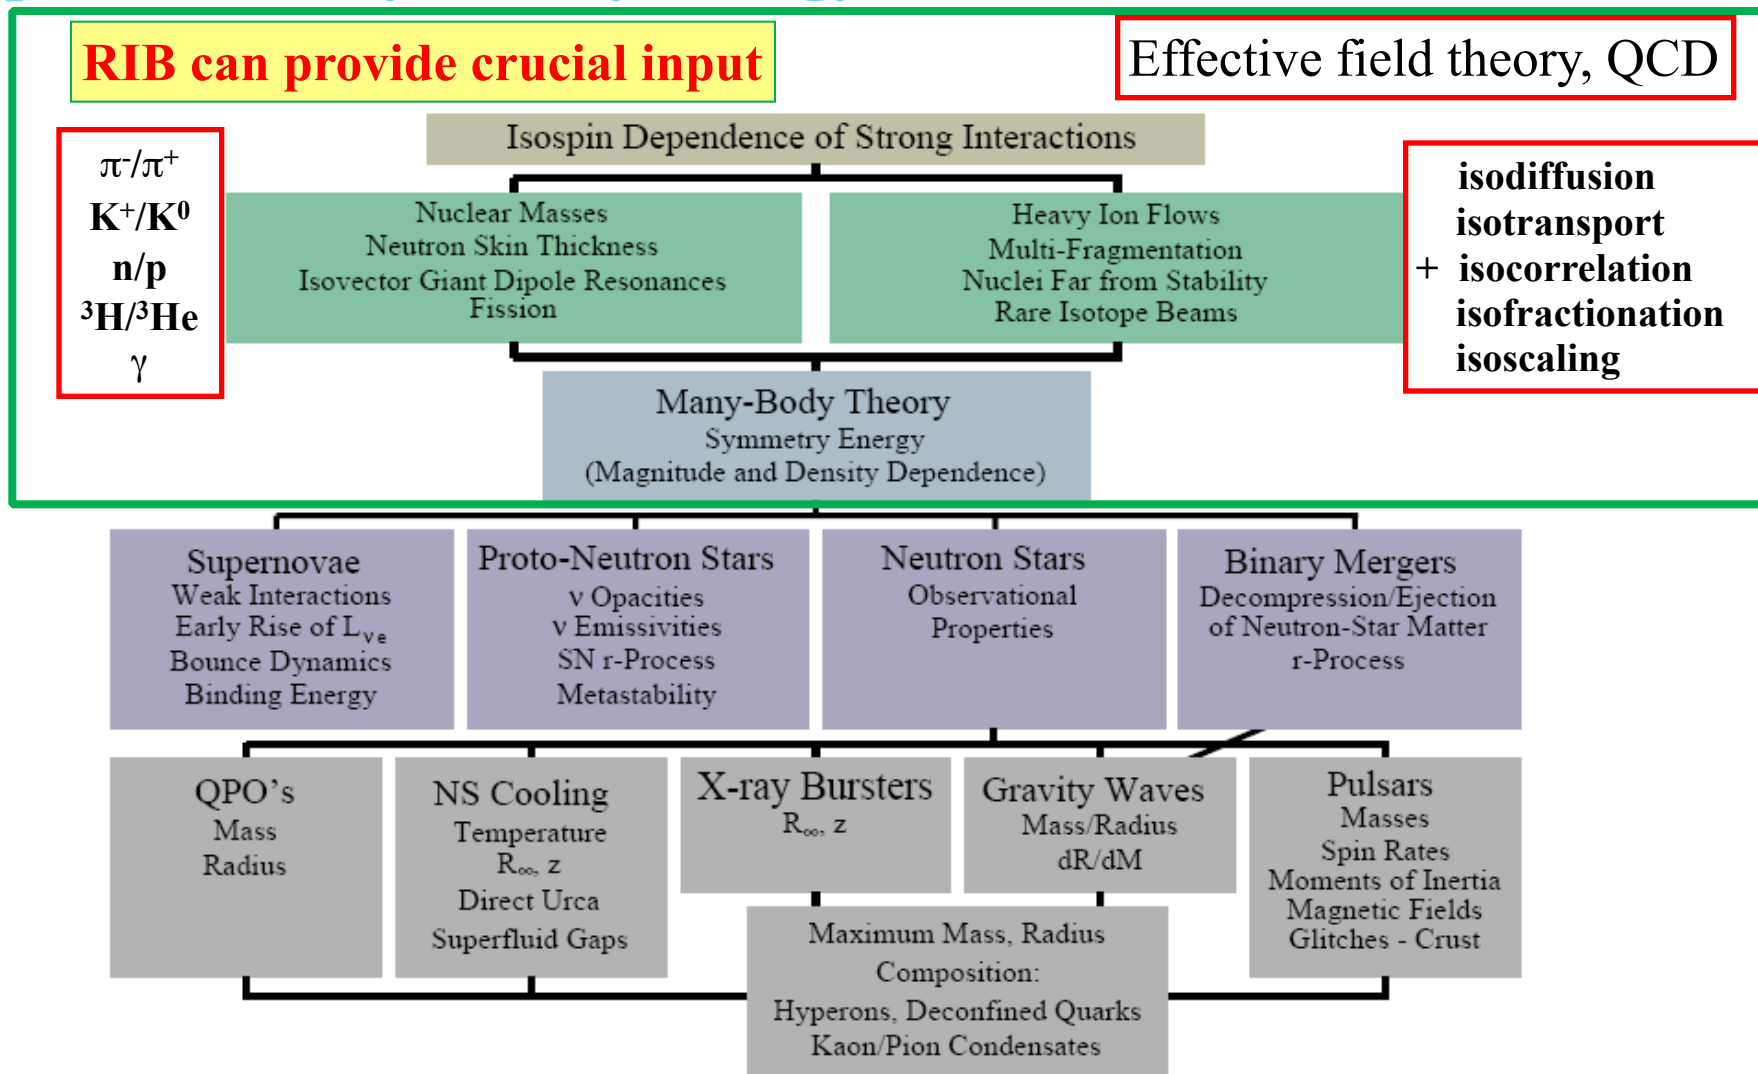 RIB can provide crucial input
Effective field theory, QCD
Isospin Dependence of Strong Interactions
π⁻/π⁺
K⁺/K⁰
n/p
³H/³He
γ
Nuclear Masses
Neutron Skin Thickness
Isovector Giant Dipole Resonances
Fission
Heavy Ion Flows
Multi-Fragmentation
Nuclei Far from Stability
Rare Isotope Beams
isodiffusion
isotransport
+ isocorrelation
isofractionation
isoscaling
Many-Body Theory
Symmetry Energy
(Magnitude and Density Dependence)
Supernovae
Weak Interactions
Early Rise of L_νe
Bounce Dynamics
Binding Energy
Proto-Neutron Stars
ν Opacities
ν Emissivities
SN r-Process
Metastability
Neutron Stars
Observational
Properties
Binary Mergers
Decompression/Ejection
of Neutron-Star Matter
r-Process
QPO's
Mass
Radius
NS Cooling
Temperature
R∞, z
Direct Urca
Superfluid Gaps
X-ray Bursters
R∞, z
Gravity Waves
Mass/Radius
dR/dM
Pulsars
Masses
Spin Rates
Moments of Inertia
Magnetic Fields
Glitches - Crust
Maximum Mass, Radius
Composition:
Hyperons, Deconfined Quarks
Kaon/Pion Condensates